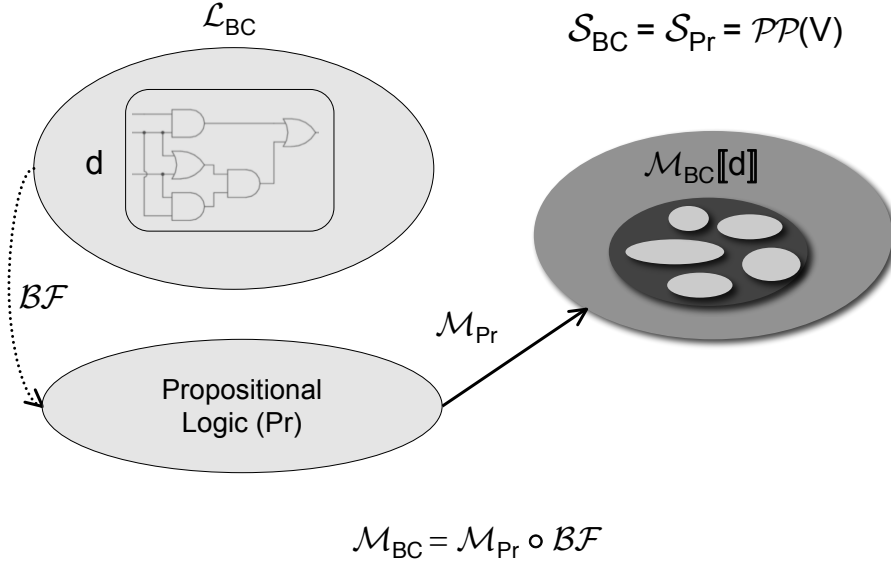 ℒ_BC
𝒮_BC = 𝒮_Pr = 𝒫𝒫(V)
d
ℳ_BC⟦d⟧
ℬℱ
ℳ_Pr
Propositional
Logic (Pr)
ℳ_BC = ℳ_Pr ∘ ℬℱ